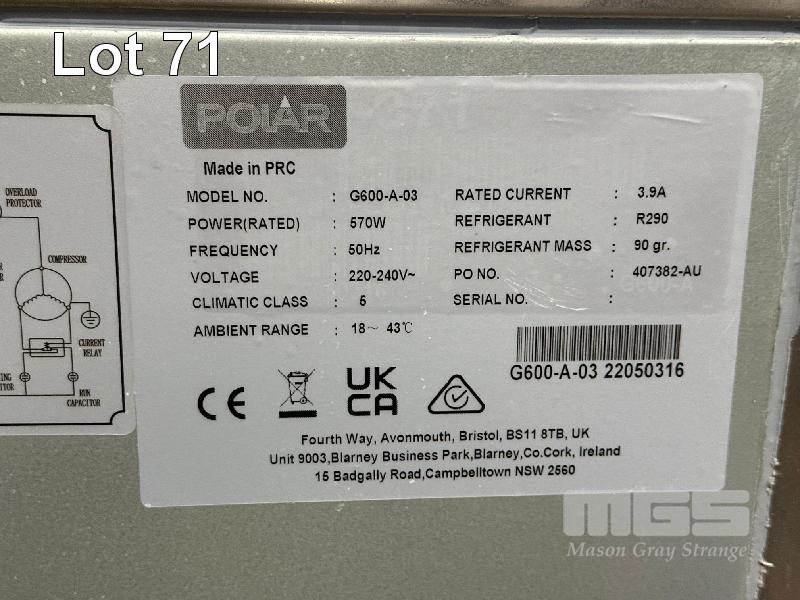 Lot 71
POLAR
Made in PRC
MODEL NO. : G600-A-03
POWER(RATED) : 570W
FREQUENCY : 50Hz
VOLTAGE : 220-240V~
CLIMATIC CLASS : 5
AMBIENT RANGE : 18~ 43℃
RATED CURRENT : 3.9A
REFRIGERANT : R290
REFRIGERANT MASS : 90 gr.
PO NO. : 407382-AU
SERIAL NO. :
G600-A-03 22050316
CE
UK
CA
Fourth Way, Avonmouth, Bristol, BS11 8TB, UK
Unit 9003,Blarney Business Park,Blarney,Co.Cork, Ireland
15 Badgally Road,Campbelltown NSW 2560
OVERLOAD
PROTECTOR
COMPRESSOR
CURRENT
RELAY
RUN
CAPACITOR
MGS
Mason Gray Strange